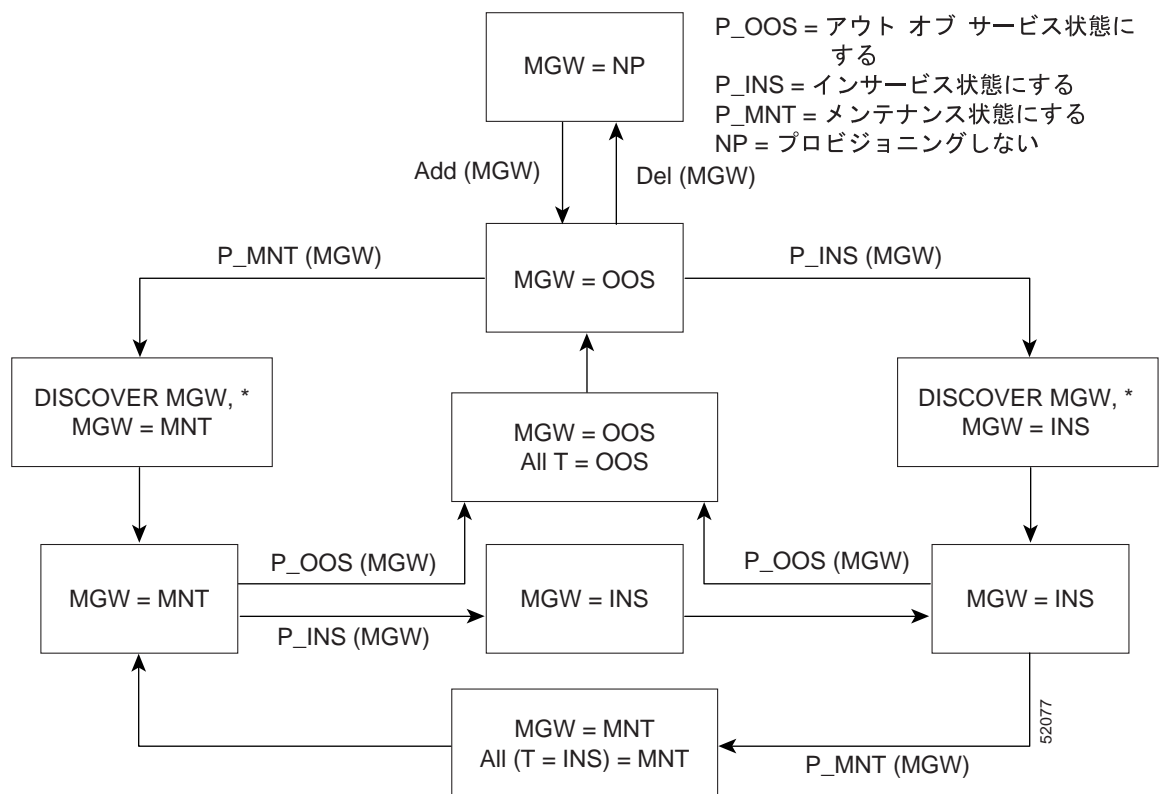 MGW = NP
P_OOS = アウト オブ サービス状態に
する
P_INS = インサービス状態にする
P_MNT = メンテナンス状態にする
NP = プロビジョニングしない
Add (MGW)
Del (MGW)
P_MNT (MGW)
MGW = OOS
P_INS (MGW)
DISCOVER MGW, *
MGW = MNT
MGW = OOS
All T = OOS
DISCOVER MGW, *
MGW = INS
MGW = MNT
P_OOS (MGW)
P_INS (MGW)
MGW = INS
P_OOS (MGW)
MGW = INS
MGW = MNT
All (T = INS) = MNT
P_MNT (MGW)
52077